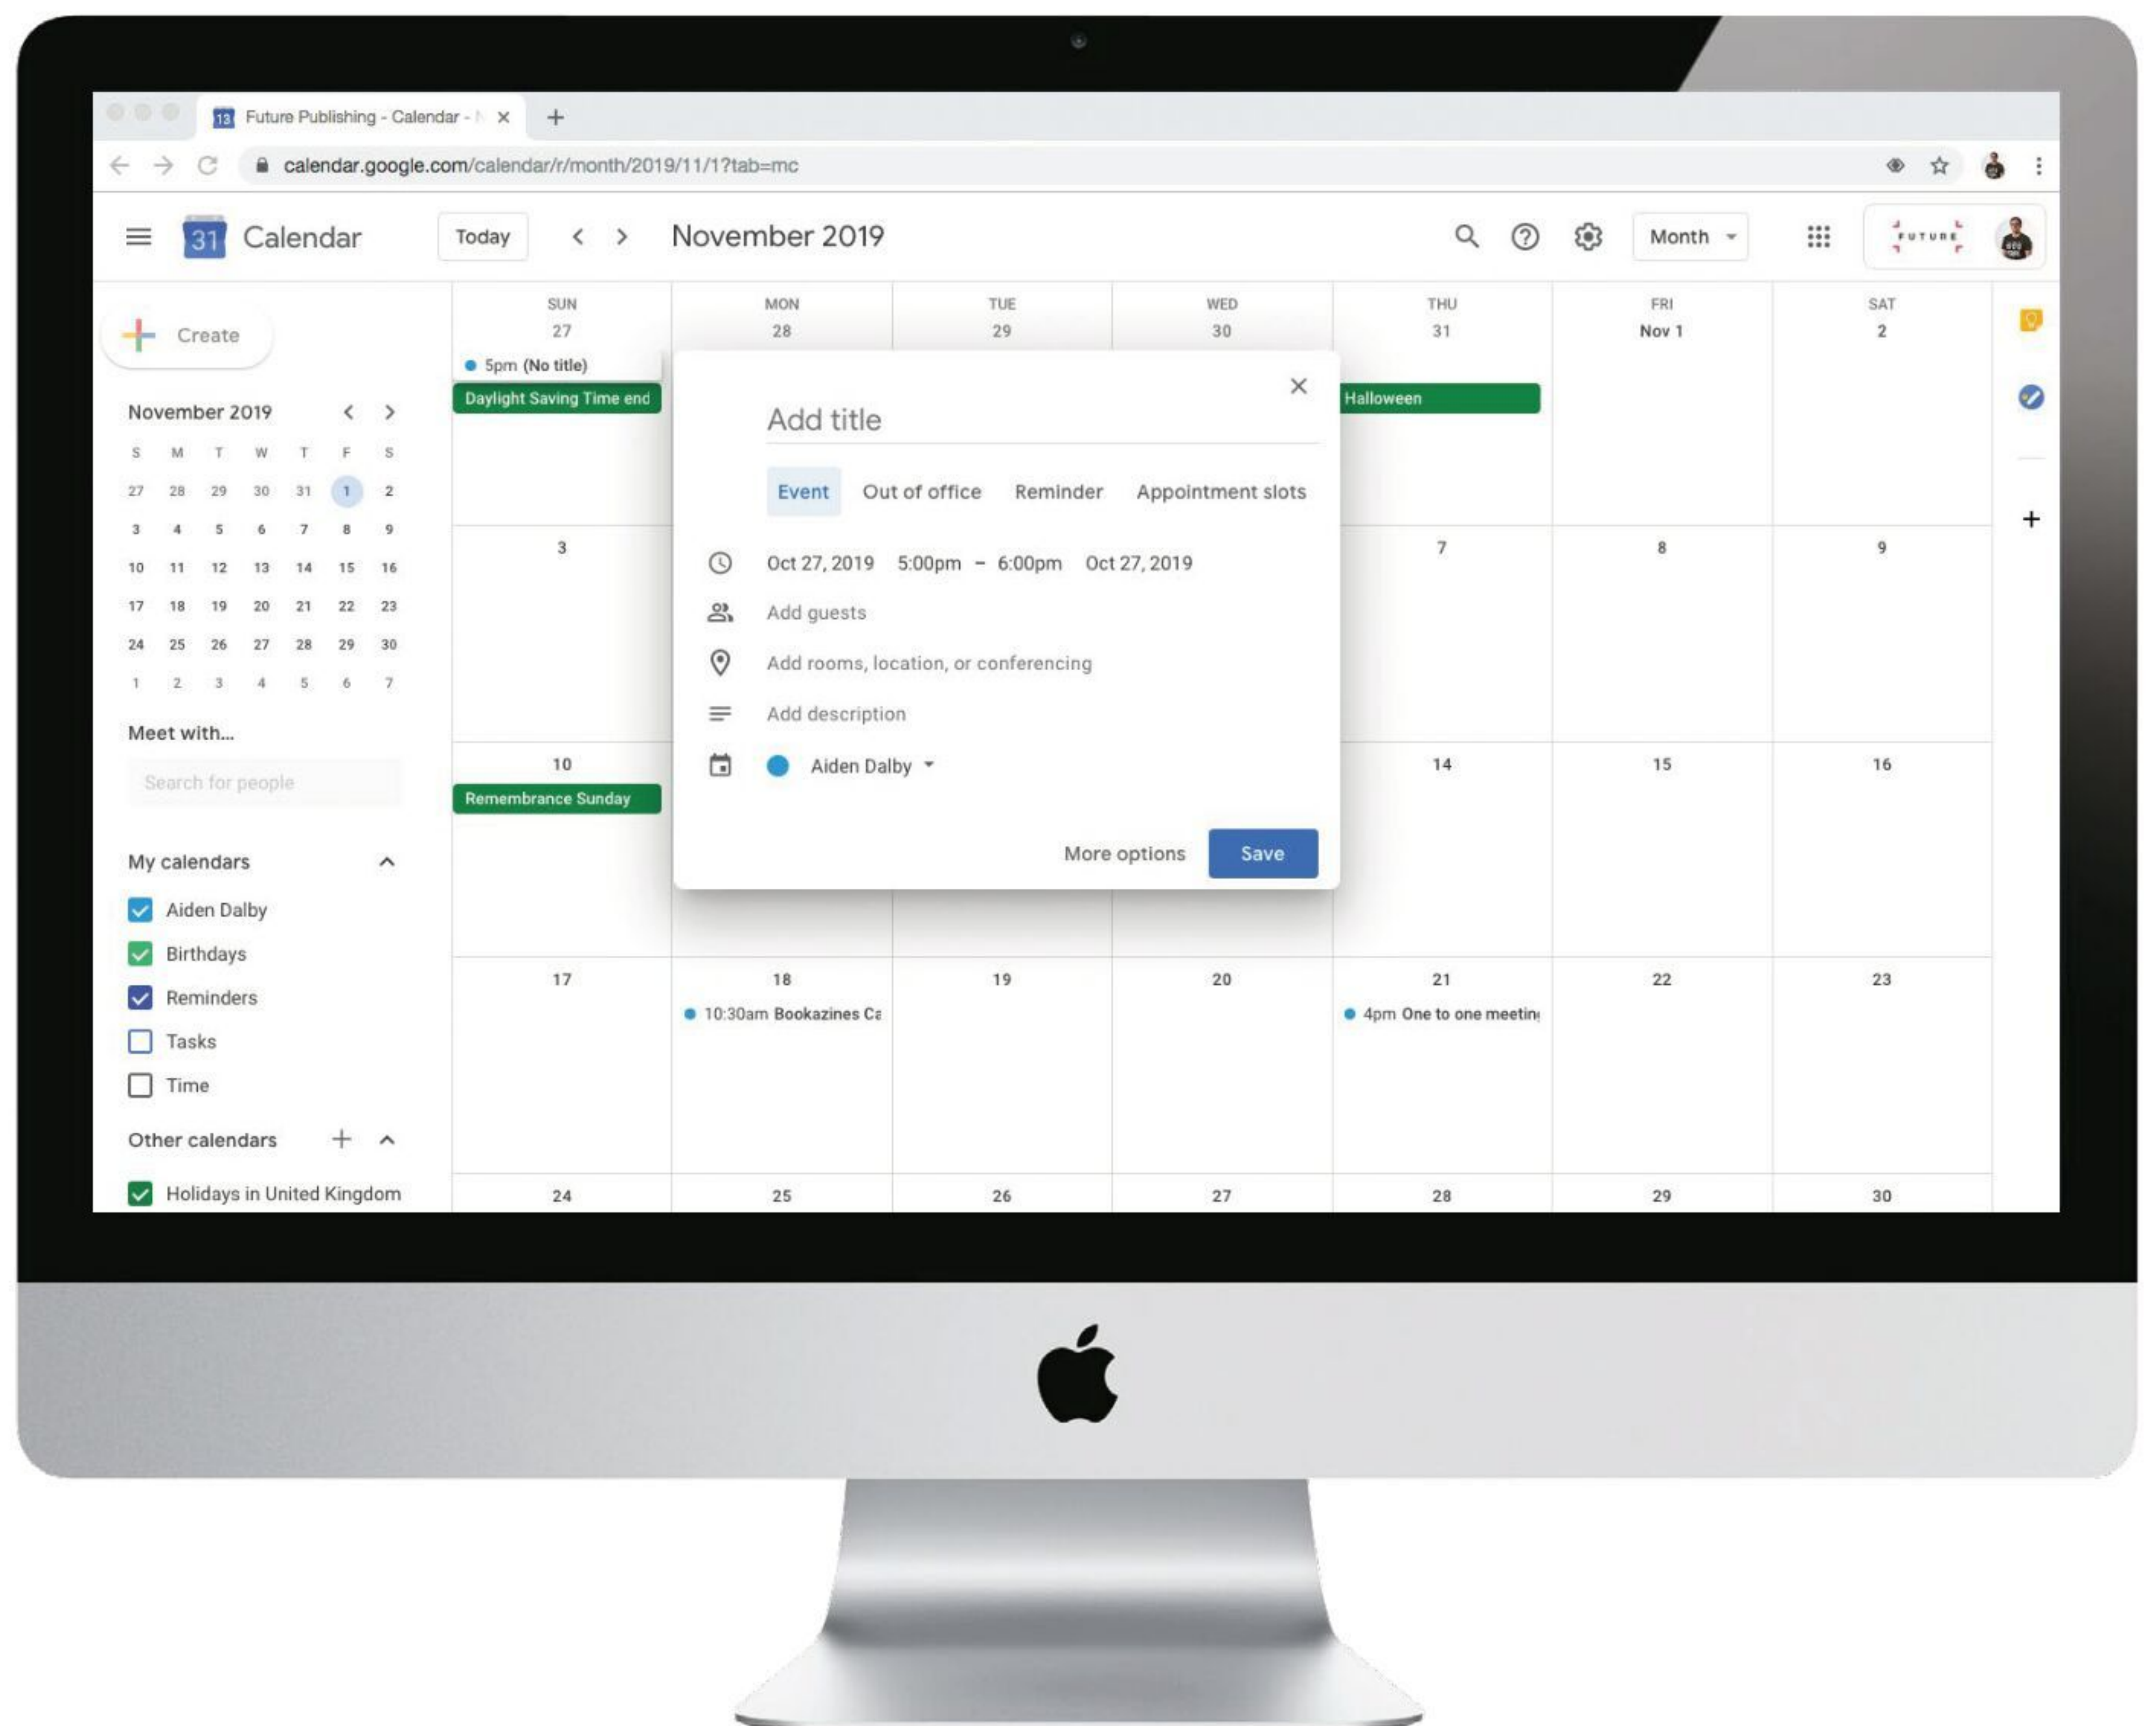 13 Future Publishing - Calendar -
calendar.google.com/calendar/r/month/2019/11/1?tab=mc
31 Calendar Today November 2019 Month FUTURE
Create
November 2019
S M T W T F S
27 28 29 30 31 1 2
3 4 5 6 7 8 9
10 11 12 13 14 15 16
17 18 19 20 21 22 23
24 25 26 27 28 29 30
1 2 3 4 5 6 7
Meet with...
Search for people
My calendars
Aiden Dalby
Birthdays
Reminders
Tasks
Time
Other calendars
Holidays in United Kingdom
SUN MON TUE WED THU FRI SAT
27 28 29 30 31 Nov 1 2
5pm (No title)
Daylight Saving Time end
Halloween
3 7 8 9
10 14 15 16
Remembrance Sunday
17 18 19 20 21 22 23
10:30am Bookazines Ca
4pm One to one meeting
24 25 26 27 28 29 30
Add title
Event Out of office Reminder Appointment slots
Oct 27, 2019 5:00pm – 6:00pm Oct 27, 2019
Add guests
Add rooms, location, or conferencing
Add description
Aiden Dalby
More options Save